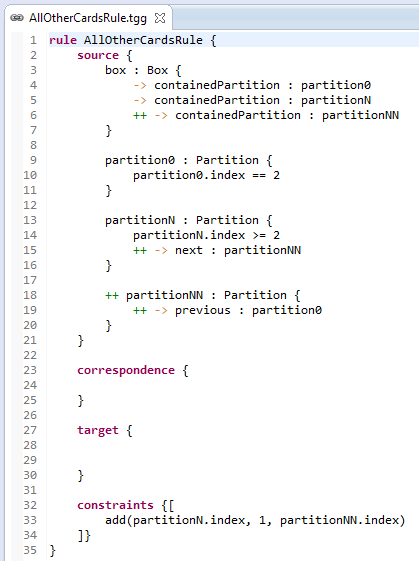 AllOtherCardsRule.tgg
1 rule AllOtherCardsRule {
2     source {
3         box : Box {
4             -> containedPartition : partition0
5             -> containedPartition : partitionN
6             ++ -> containedPartition : partitionNN
7         }
8
9         partition0 : Partition {
10             partition0.index == 2
11         }
12
13         partitionN : Partition {
14             partitionN.index >= 2
15             ++ -> next : partitionNN
16         }
17
18         ++ partitionNN : Partition {
19             ++ -> previous : partition0
20         }
21     }
22
23     correspondence {
24
25     }
26
27     target {
28
29
30     }
31
32     constraints {[
33         add(partitionN.index, 1, partitionNN.index)
34     ]}
35 }